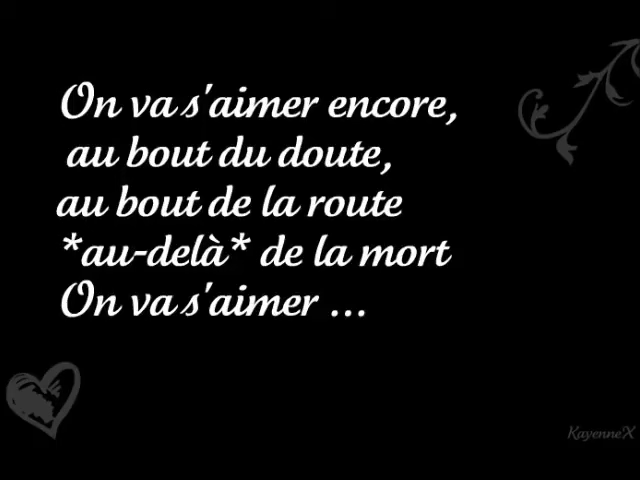 On va s'aimer encore,
au bout du doute,
au bout de la route
*au-delà* de la mort
On va s'aimer ...
KayenneX